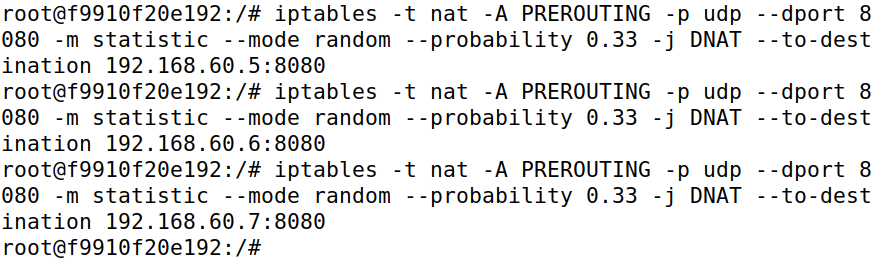 root@f9910f20e192:/# iptables -t nat -A PREROUTING -p udp --dport 8
080 -m statistic --mode random --probability 0.33 -j DNAT --to-dest
ination 192.168.60.5:8080
root@f9910f20e192:/# iptables -t nat -A PREROUTING -p udp --dport 8
080 -m statistic --mode random --probability 0.33 -j DNAT --to-dest
ination 192.168.60.6:8080
root@f9910f20e192:/# iptables -t nat -A PREROUTING -p udp --dport 8
080 -m statistic --mode random --probability 0.33 -j DNAT --to-dest
ination 192.168.60.7:8080
root@f9910f20e192:/#